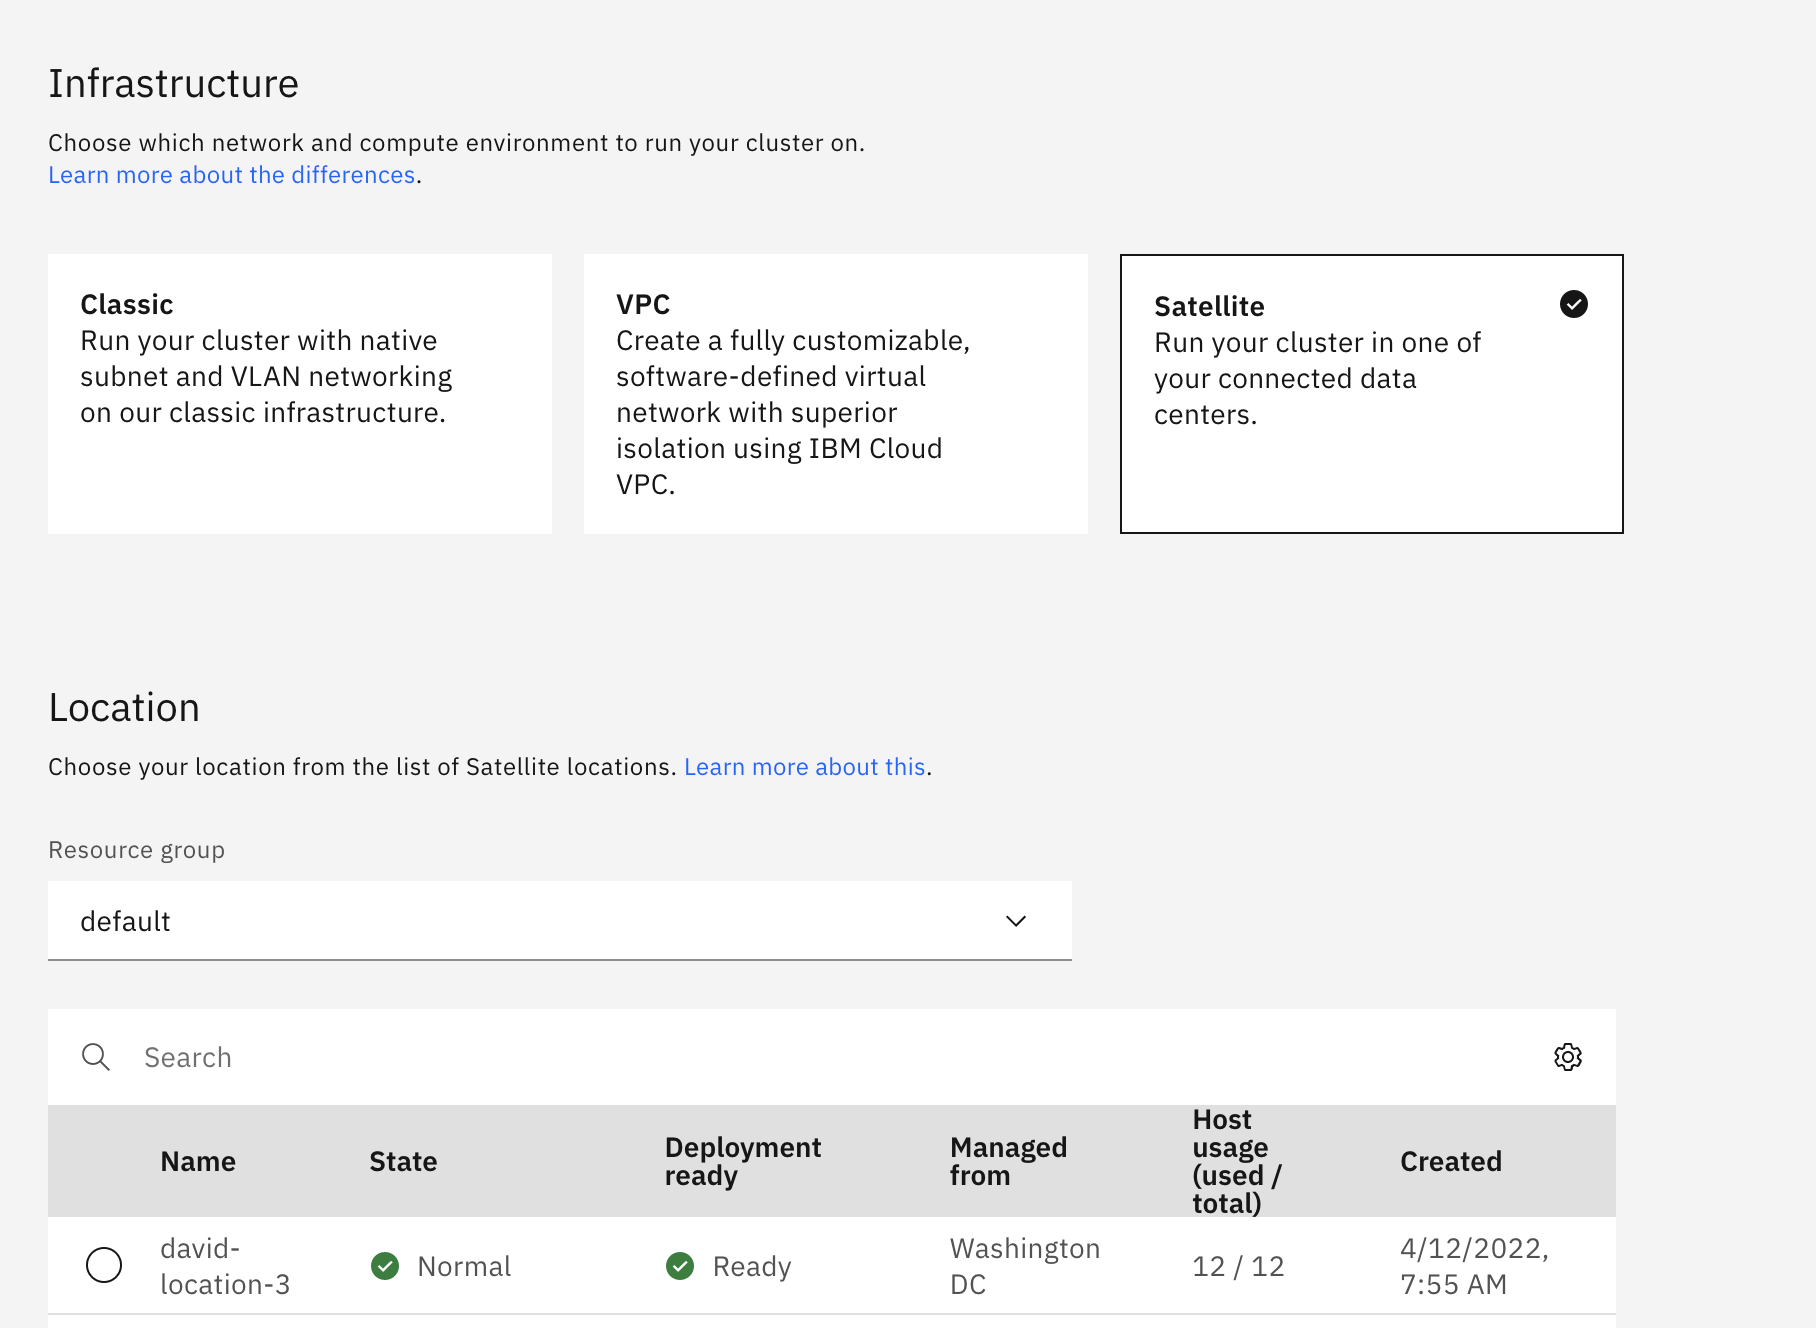 Infrastructure
Choose which network and compute environment to run your cluster on.
Learn more about the differences.
Classic
Run your cluster with native
subnet and VLAN networking
on our classic infrastructure.
VPC
Create a fully customizable,
software-defined virtual
network with superior
isolation using IBM Cloud
VPC.
Satellite
Run your cluster in one of
your connected data
centers.
Location
Choose your location from the list of Satellite locations. Learn more about this.
Resource group
default
Search
Name
State
Deployment
ready
Managed
from
Host
usage
(used /
total)
Created
david-
location-3
Normal
Ready
Washington
DC
12 / 12
4/12/2022,
7:55 AM